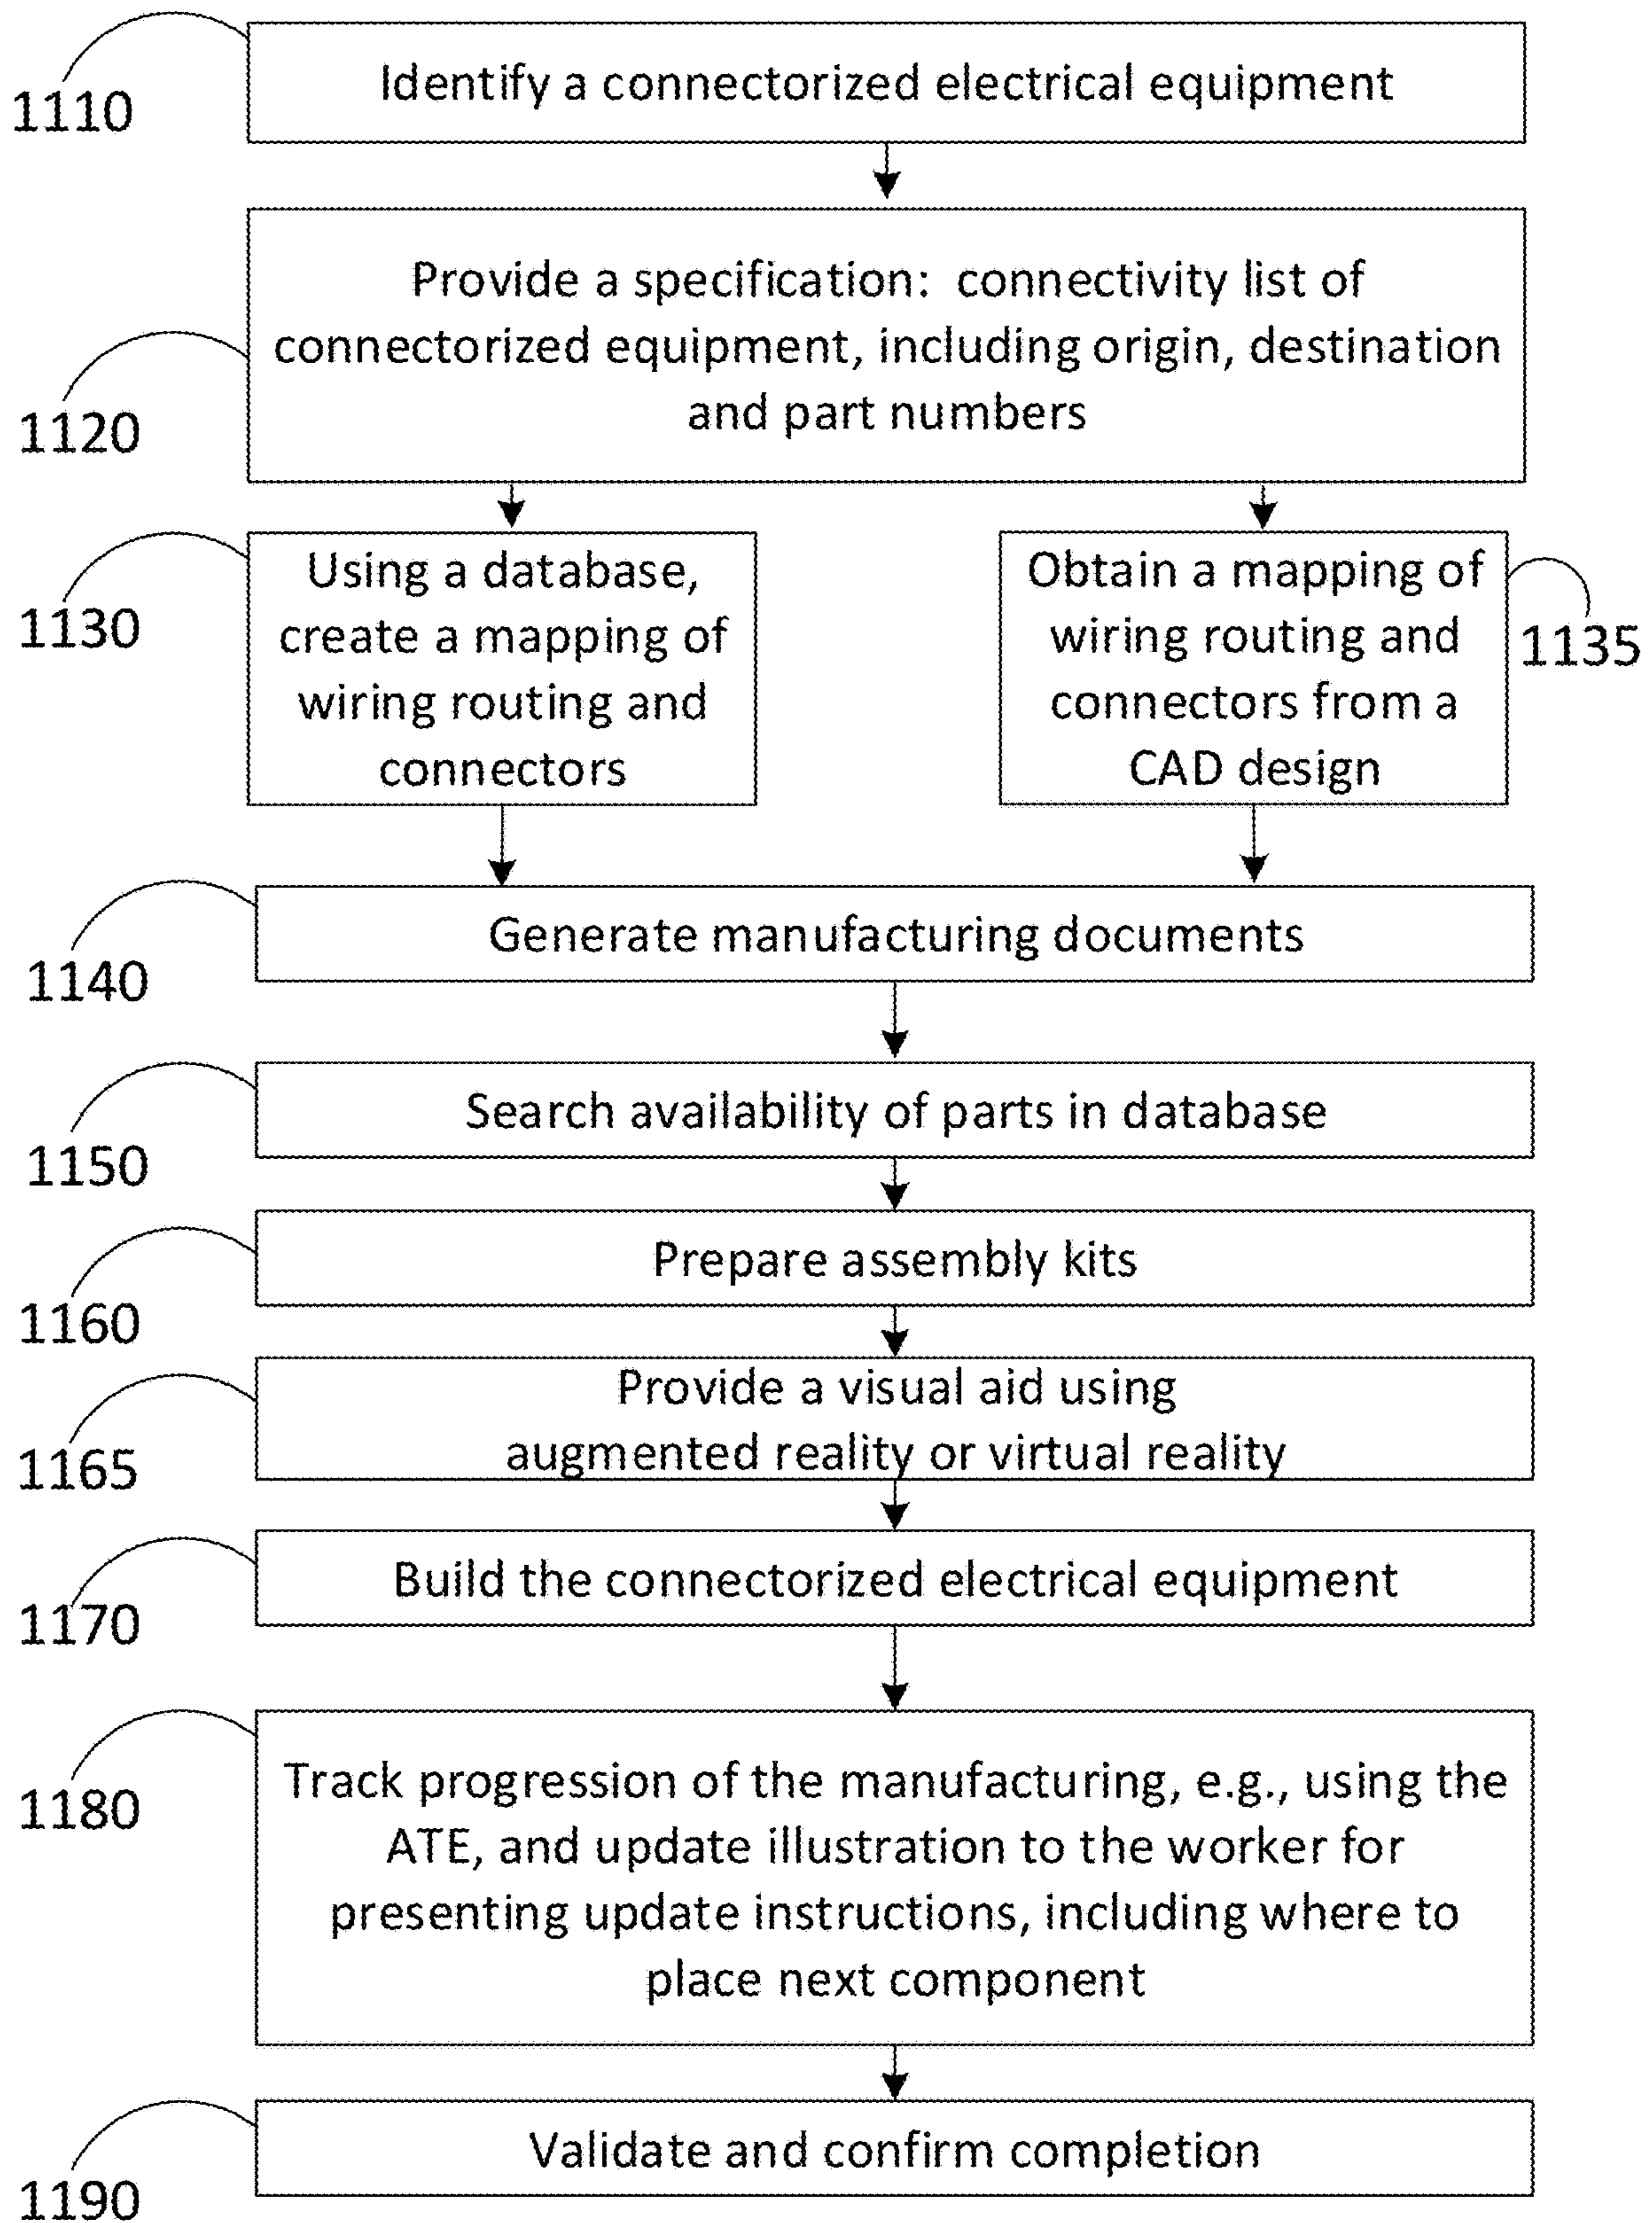 Identify a connectorized electrical equipment
1110
Provide a specification:  connectivity list of
connectorized equipment, including origin, destination
and part numbers
1120
Using a database,
create a mapping of
wiring routing and
connectors
1130
Obtain a mapping of
wiring routing and
connectors from a
CAD design
1135
Generate manufacturing documents
1140
Search availability of parts in database
1150
Prepare assembly kits
1160
Provide a visual aid using
augmented reality or virtual reality
1165
Build the connectorized electrical equipment
1170
Track progression of the manufacturing, e.g., using the
ATE, and update illustration to the worker for
presenting update instructions, including where to
place next component
1180
Validate and confirm completion
1190